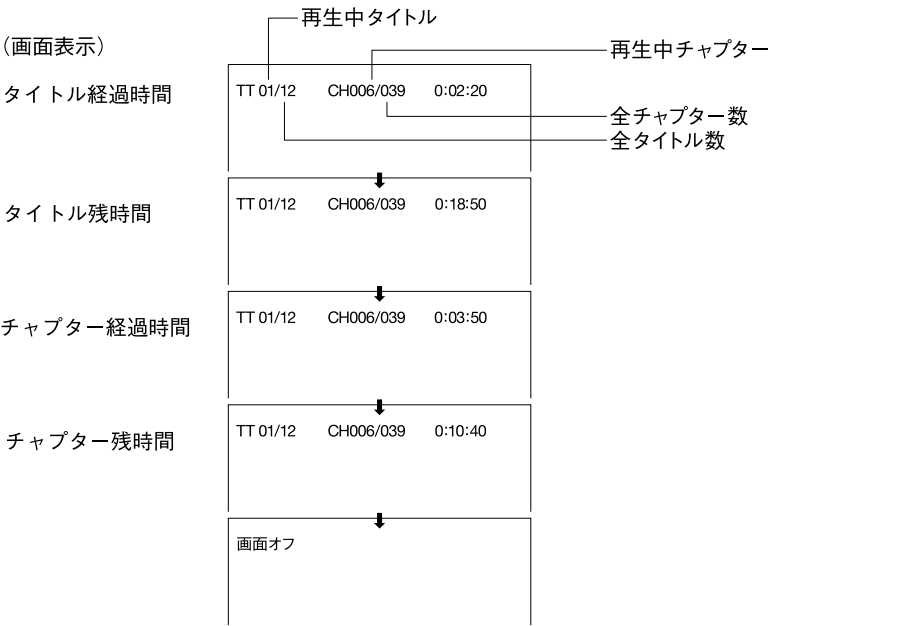 再生中タイトル
(画面表示)
再生中チャプター
タイトル経過時間
TT 01/12 CH006/039 0:02:20
全チャプター数
全タイトル数
タイトル残時間
TT 01/12 CH006/039 0:18:50
チャプター経過時間
TT 01/12 CH006/039 0:03:50
チャプター残時間
TT 01/12 CH006/039 0:10:40
画面オフ